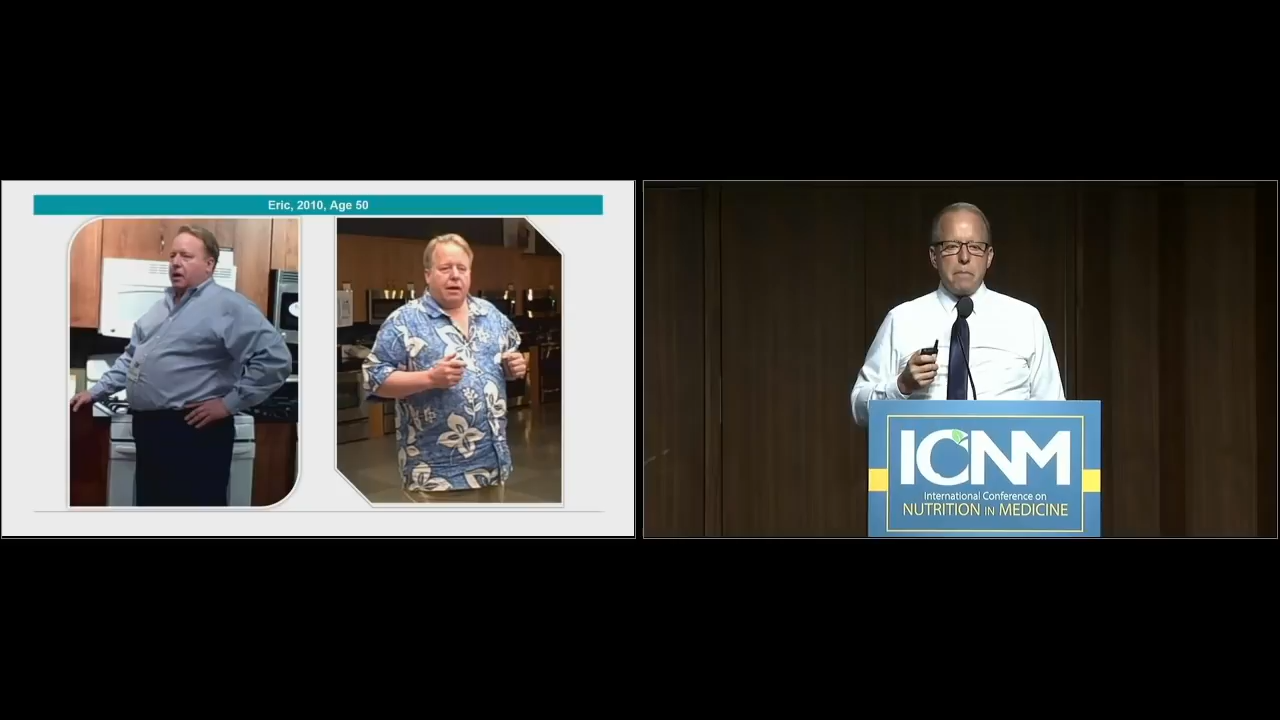 Eric, 2010, Age 50
ICNM
International Conference on
NUTRITION IN MEDICINE